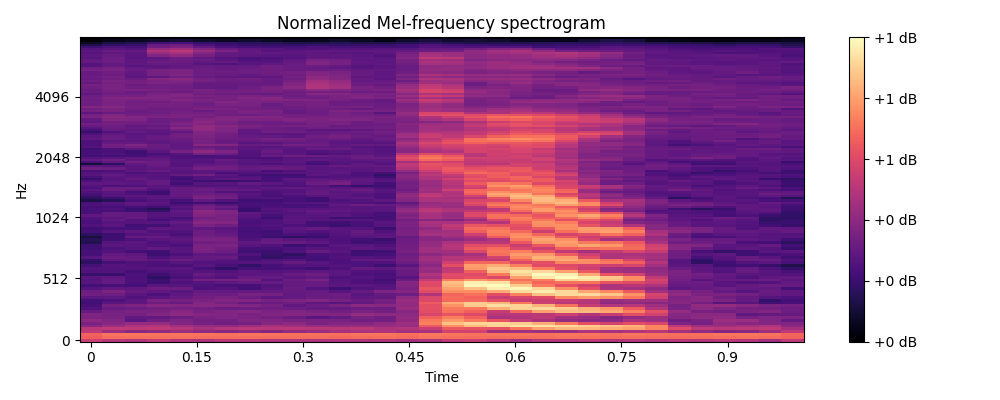 Normalized Mel-frequency spectrogram
Hz
4096
2048
1024
512
0
0
0.15
0.3
0.45
0.6
0.75
0.9
Time
+1 dB
+1 dB
+1 dB
+0 dB
+0 dB
+0 dB